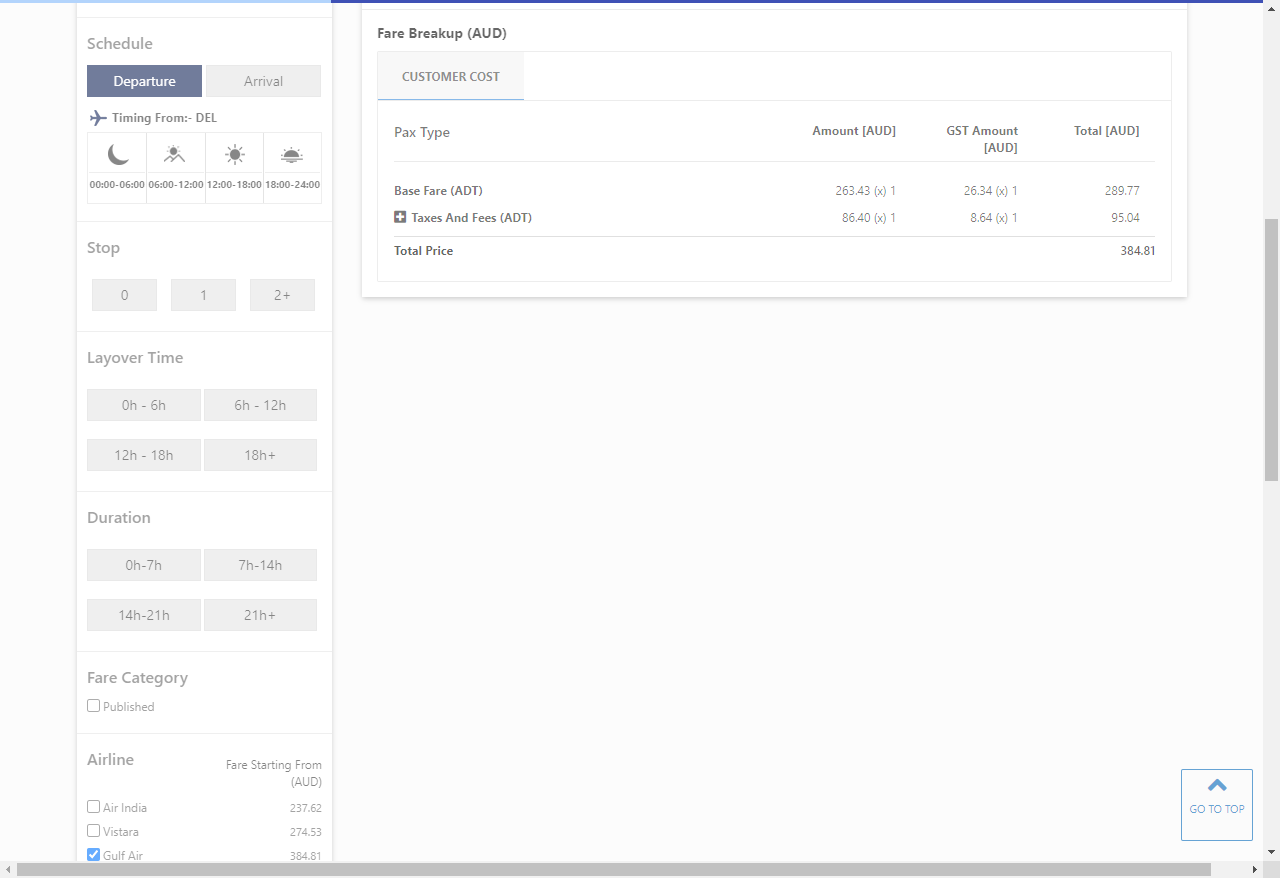 Schedule
Departure Arrival
Timing From:- DEL
00:00-06:00 06:00-12:00 12:00-18:00 18:00-24:00
Stop
0 1 2+
Layover Time
0h - 6h 6h - 12h
12h - 18h 18h+
Duration
0h-7h 7h-14h
14h-21h 21h+
Fare Category
Published
Airline Fare Starting From
(AUD)
Air India 237.62
Vistara 274.53
Gulf Air 384.81
Fare Breakup (AUD)
CUSTOMER COST
Pax Type Amount [AUD] GST Amount Total [AUD]
[AUD]
Base Fare (ADT) 263.43 (x) 1 26.34 (x) 1 289.77
Taxes And Fees (ADT) 86.40 (x) 1 8.64 (x) 1 95.04
Total Price 384.81
GO TO TOP